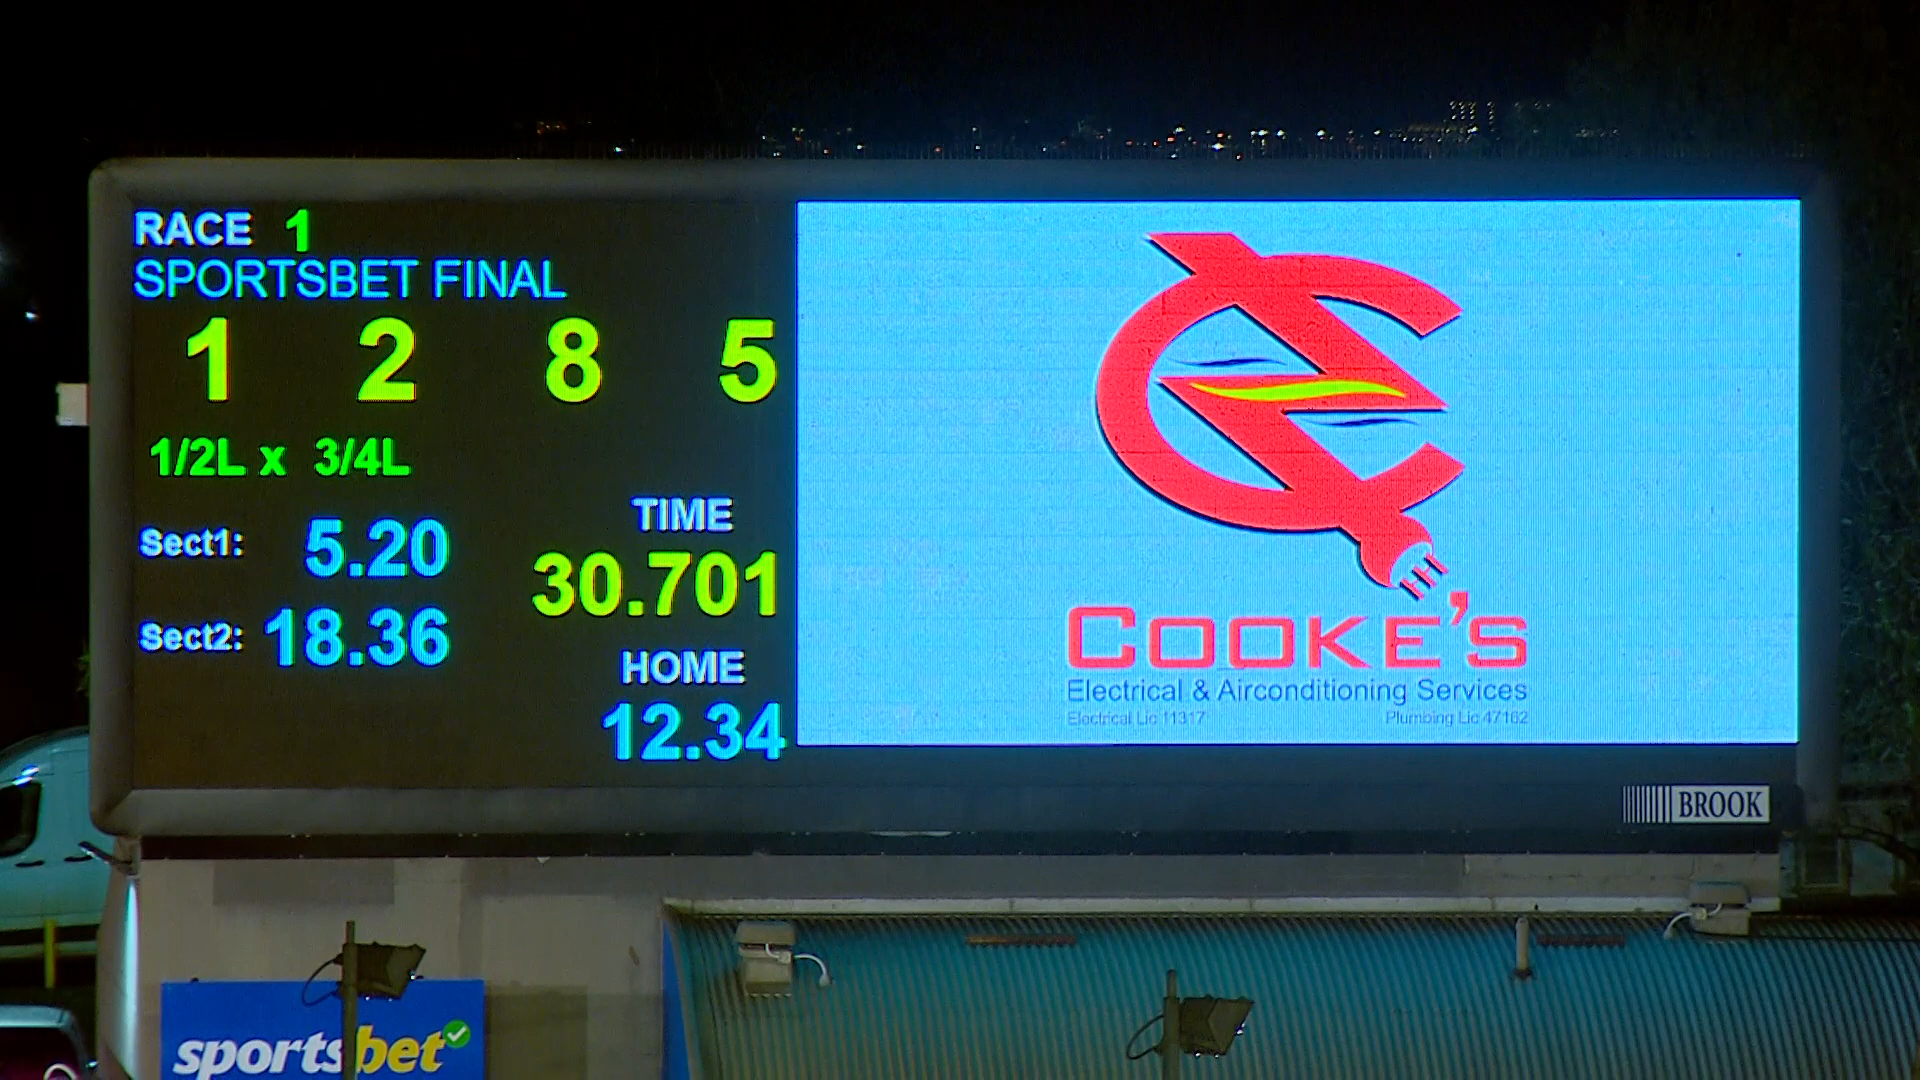 RACE 1
SPORTSBET FINAL
1 2 8 5
1/2L x 3/4L
Sect1: 5.20
Sect2: 18.36
TIME
30.701
HOME
12.34
COOKE'S
Electrical & Airconditioning Services
Electrical Lic 11317 Plumbing Lic 47162
BROOK
sportsbet